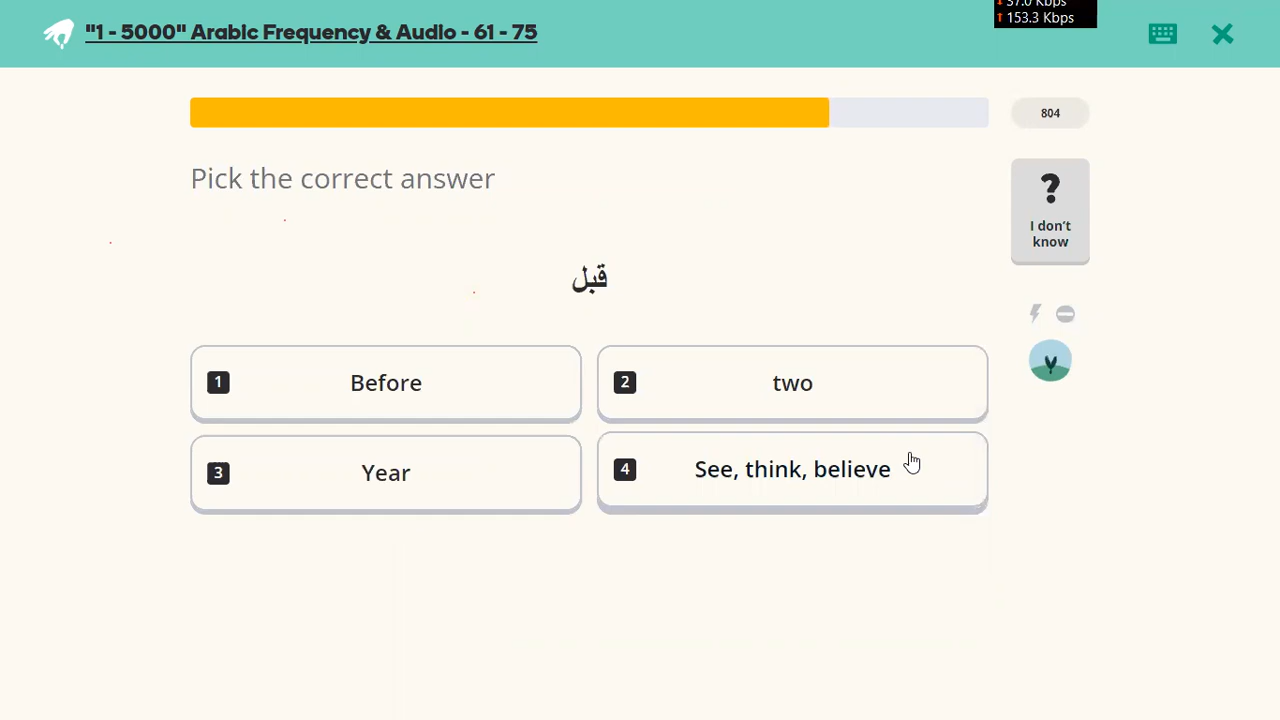 37.0 Kbps
153.3 Kbps
"1 - 5000" Arabic Frequency & Audio - 61 - 75
804
Pick the correct answer
?
I don't
know
قبل
1 Before
2 two
3 Year
4 See, think, believe